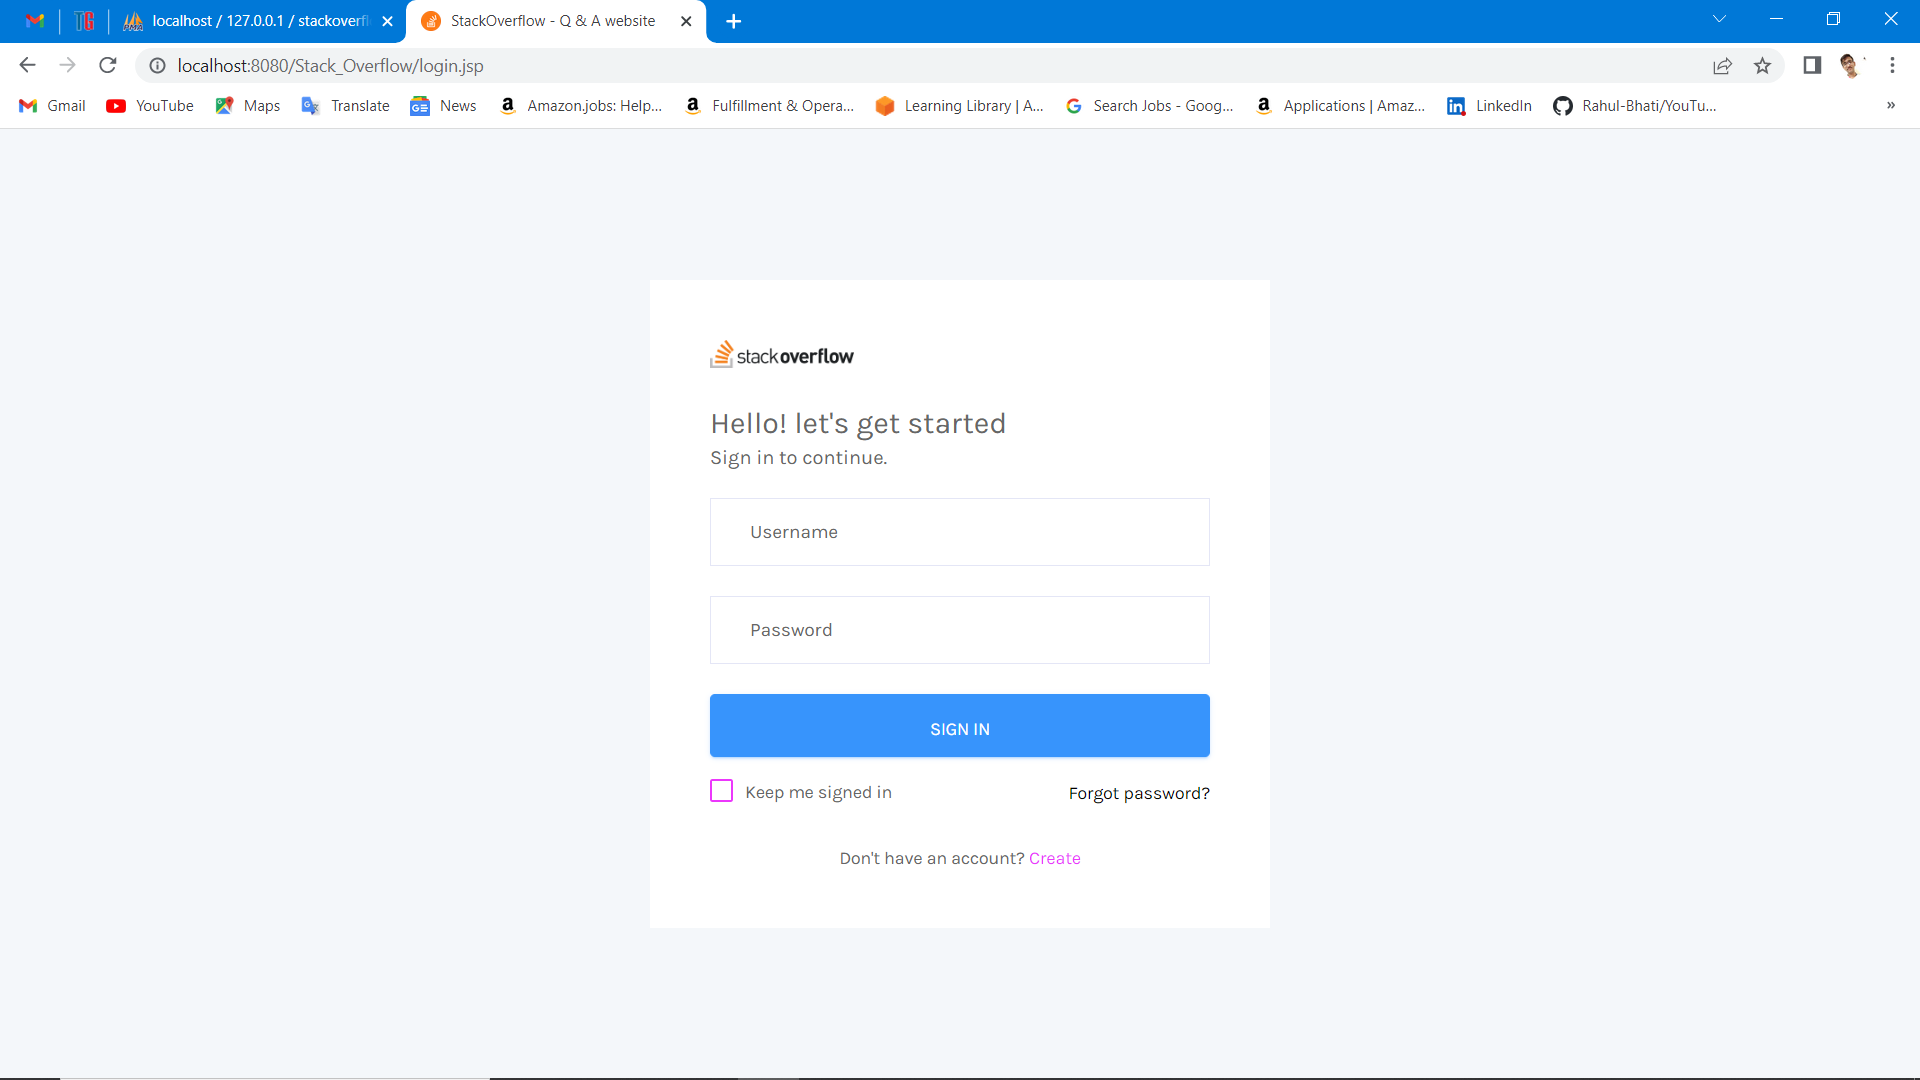 localhost / 127.0.0.1 / stackoverfl
StackOverflow - Q & A website
localhost:8080/Stack_Overflow/login.jsp
Gmail
YouTube
Maps
Translate
News
Amazon.jobs: Help...
Fulfillment & Opera...
Learning Library | A...
Search Jobs - Goog...
Applications | Amaz...
LinkedIn
Rahul-Bhati/YouTu...
»
stackoverflow
Hello! let's get started
Sign in to continue.
Username
Password
SIGN IN
Keep me signed in
Forgot password?
Don't have an account? Create